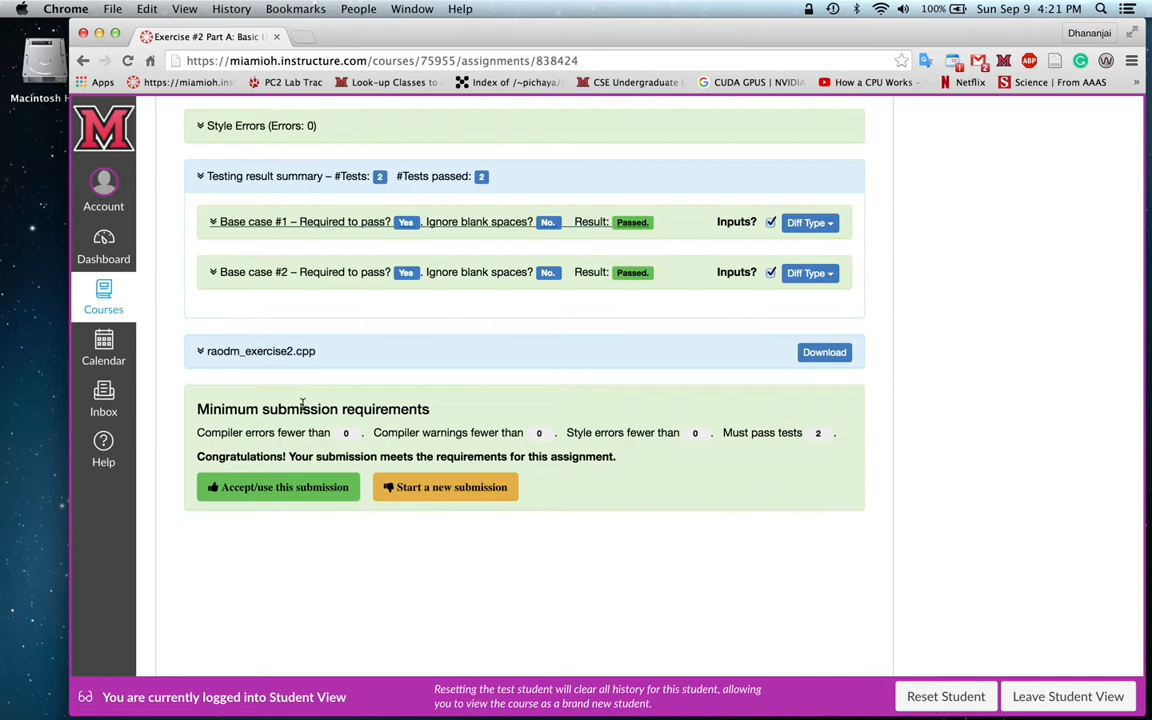 Chrome File Edit View History Bookmarks People Window Help 100% Sun Sep 9 4:21 PM
Exercise #2 Part A: Basic
Dhananjai
https://miamioh.instructure.com/courses/75955/assignments/838424
Apps https://miamioh.ins PC2 Lab Trac Look-up Classes to Index of /~pichaya/ CSE Undergraduate CUDA GPUS | NVIDIA How a CPU Works - Netflix Science | From AAAS »
Macintosh H
Account
Dashboard
Courses
Calendar
Inbox
Help
Style Errors (Errors: 0)
Testing result summary – #Tests: 2 #Tests passed: 2
Base case #1 – Required to pass? Yes . Ignore blank spaces? No. Result: Passed. Inputs? Diff Type
Base case #2 – Required to pass? Yes . Ignore blank spaces? No. Result: Passed. Inputs? Diff Type
raodm_exercise2.cpp Download
Minimum submission requirements
Compiler errors fewer than 0 . Compiler warnings fewer than 0 . Style errors fewer than 0 . Must pass tests 2 .
Congratulations! Your submission meets the requirements for this assignment.
Accept/use this submission Start a new submission
You are currently logged into Student View
Resetting the test student will clear all history for this student, allowing
you to view the course as a brand new student.
Reset Student Leave Student View